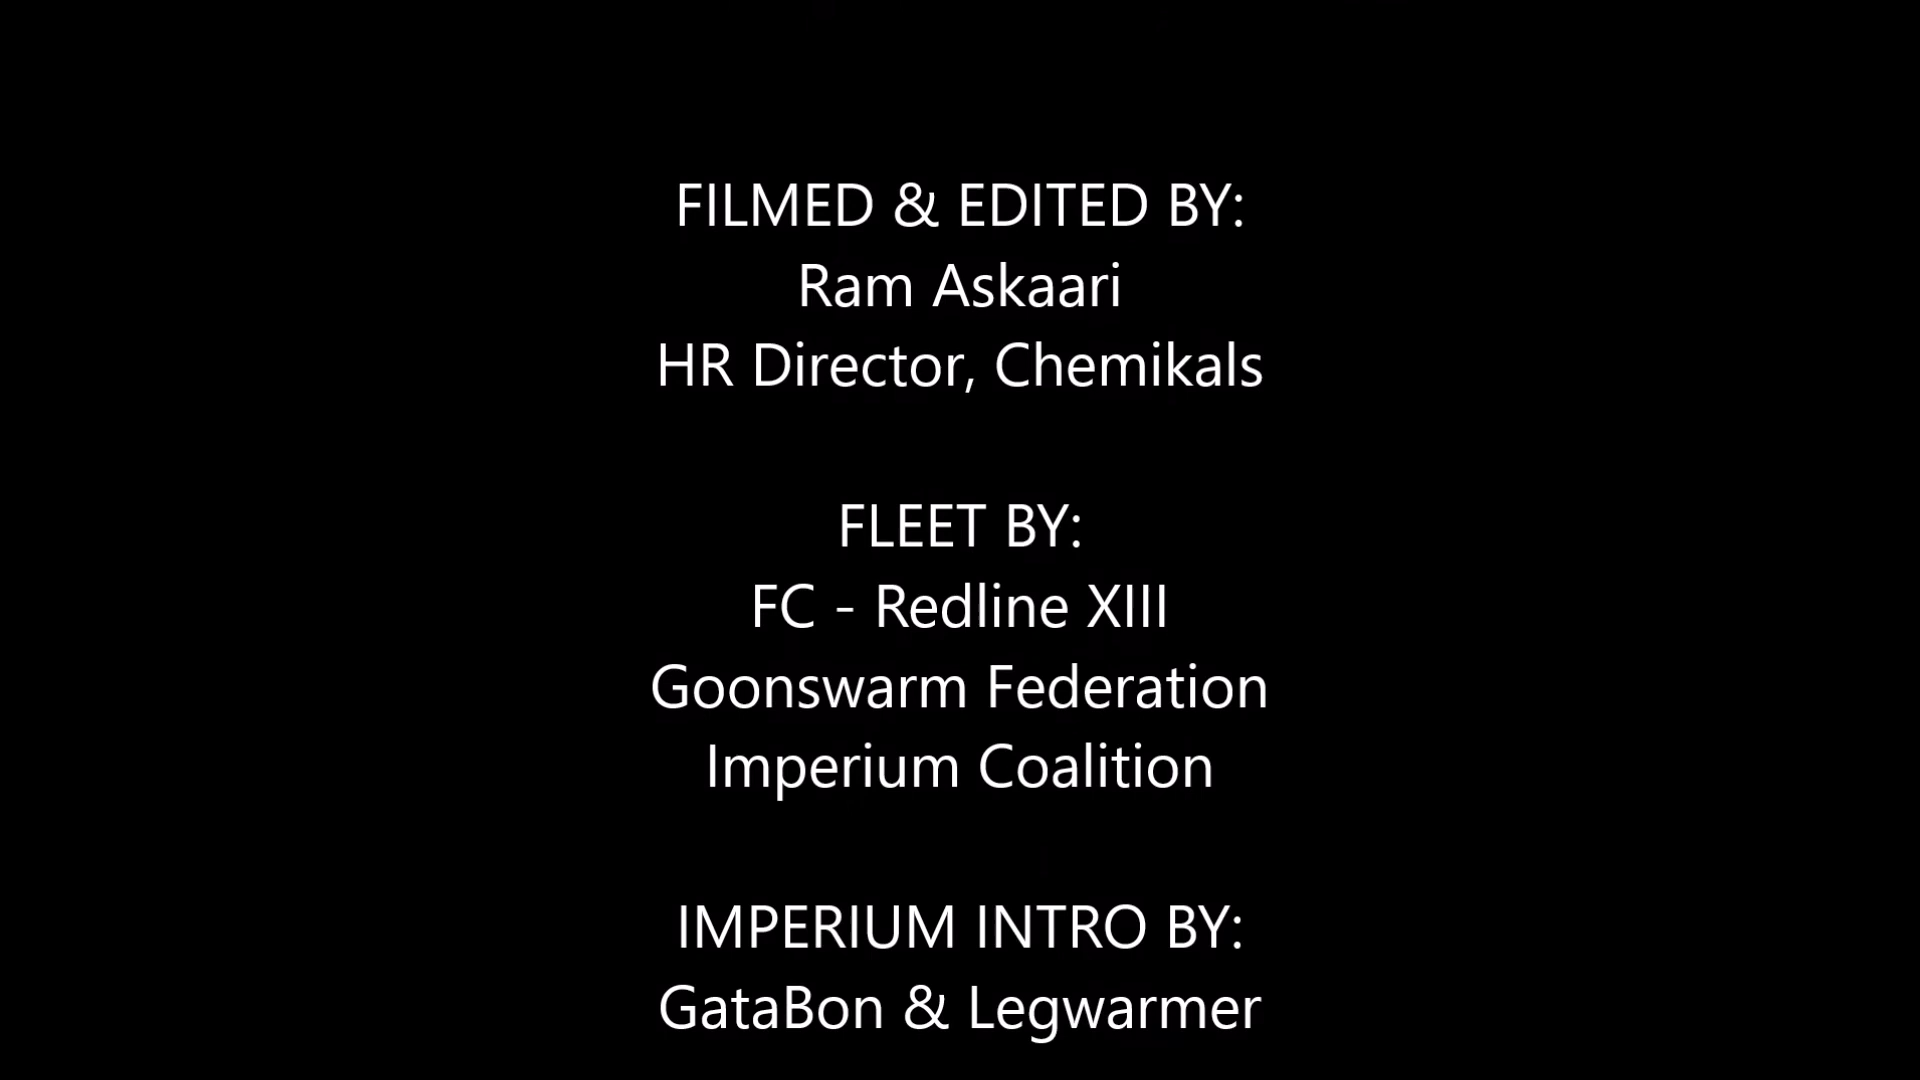 FILMED & EDITED BY:
Ram Askaari
HR Director, Chemikals
FLEET BY:
FC - Redline XIII
Goonswarm Federation
Imperium Coalition
IMPERIUM INTRO BY:
GataBon & Legwarmer